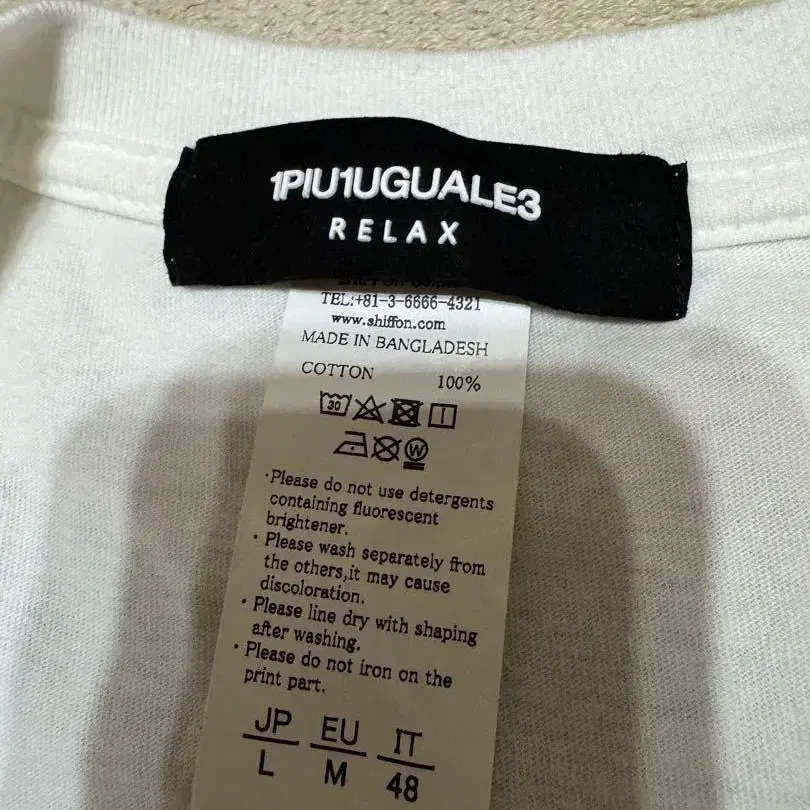 1PIU1UGUALE3
RELAX
TEL:+81-3-6666-4321
www.shiffon.com
MADE IN BANGLADESH
COTTON 100%
30
W
·Please do not use detergents
containing fluorescent
brightener.
·Please wash separately from
the others,it may cause
discoloration.
·Please line dry with shaping
after washing.
·Please do not iron on the
print part.
JP EU IT
L M 48